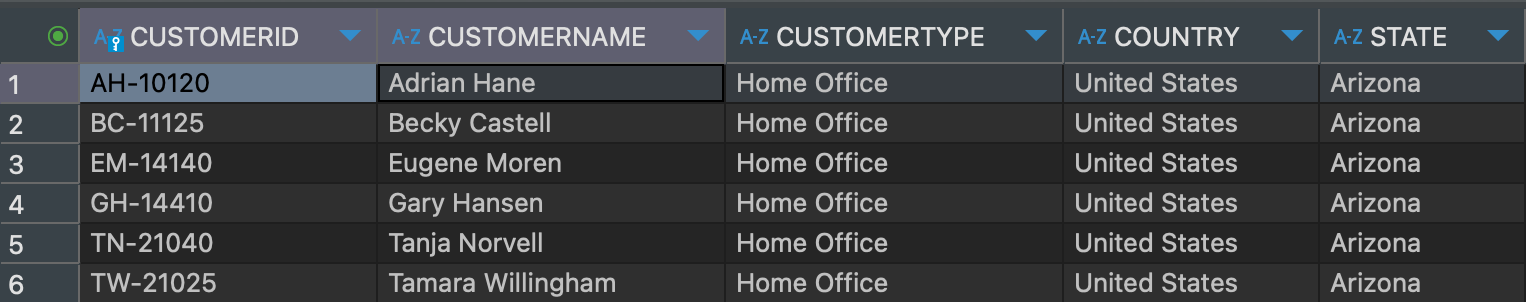 A-Z CUSTOMERID A-Z CUSTOMERNAME A-Z CUSTOMERTYPE A-Z COUNTRY A-Z STATE
1 AH-10120 Adrian Hane Home Office United States Arizona
2 BC-11125 Becky Castell Home Office United States Arizona
3 EM-14140 Eugene Moren Home Office United States Arizona
4 GH-14410 Gary Hansen Home Office United States Arizona
5 TN-21040 Tanja Norvell Home Office United States Arizona
6 TW-21025 Tamara Willingham Home Office United States Arizona